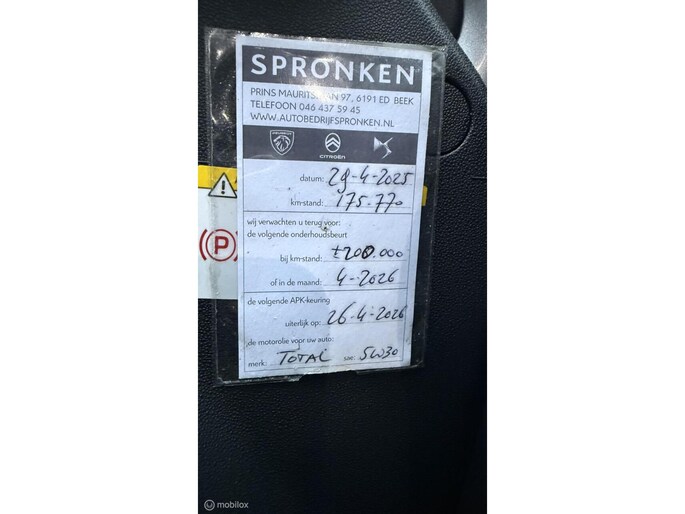 SPRONKEN
PRINS MAURITSLAAN 97, 6191 ED BEEK
TELEFOON 046 437 59 45
WWW.AUTOBEDRIJFSPRONKEN.NL
CITROËN DS
datum: 29-4-2025
km-stand: 175.770
wij verwachten u terug voor:
de volgende onderhoudsbeurt
bij km-stand: ±200.000
of in de maand: 4-2026
de volgende APK-keuring
uiterlijk op: 26-4-2026
de motorolie voor uw auto:
merk: TOTAL sae: 5W30
P
mobilox